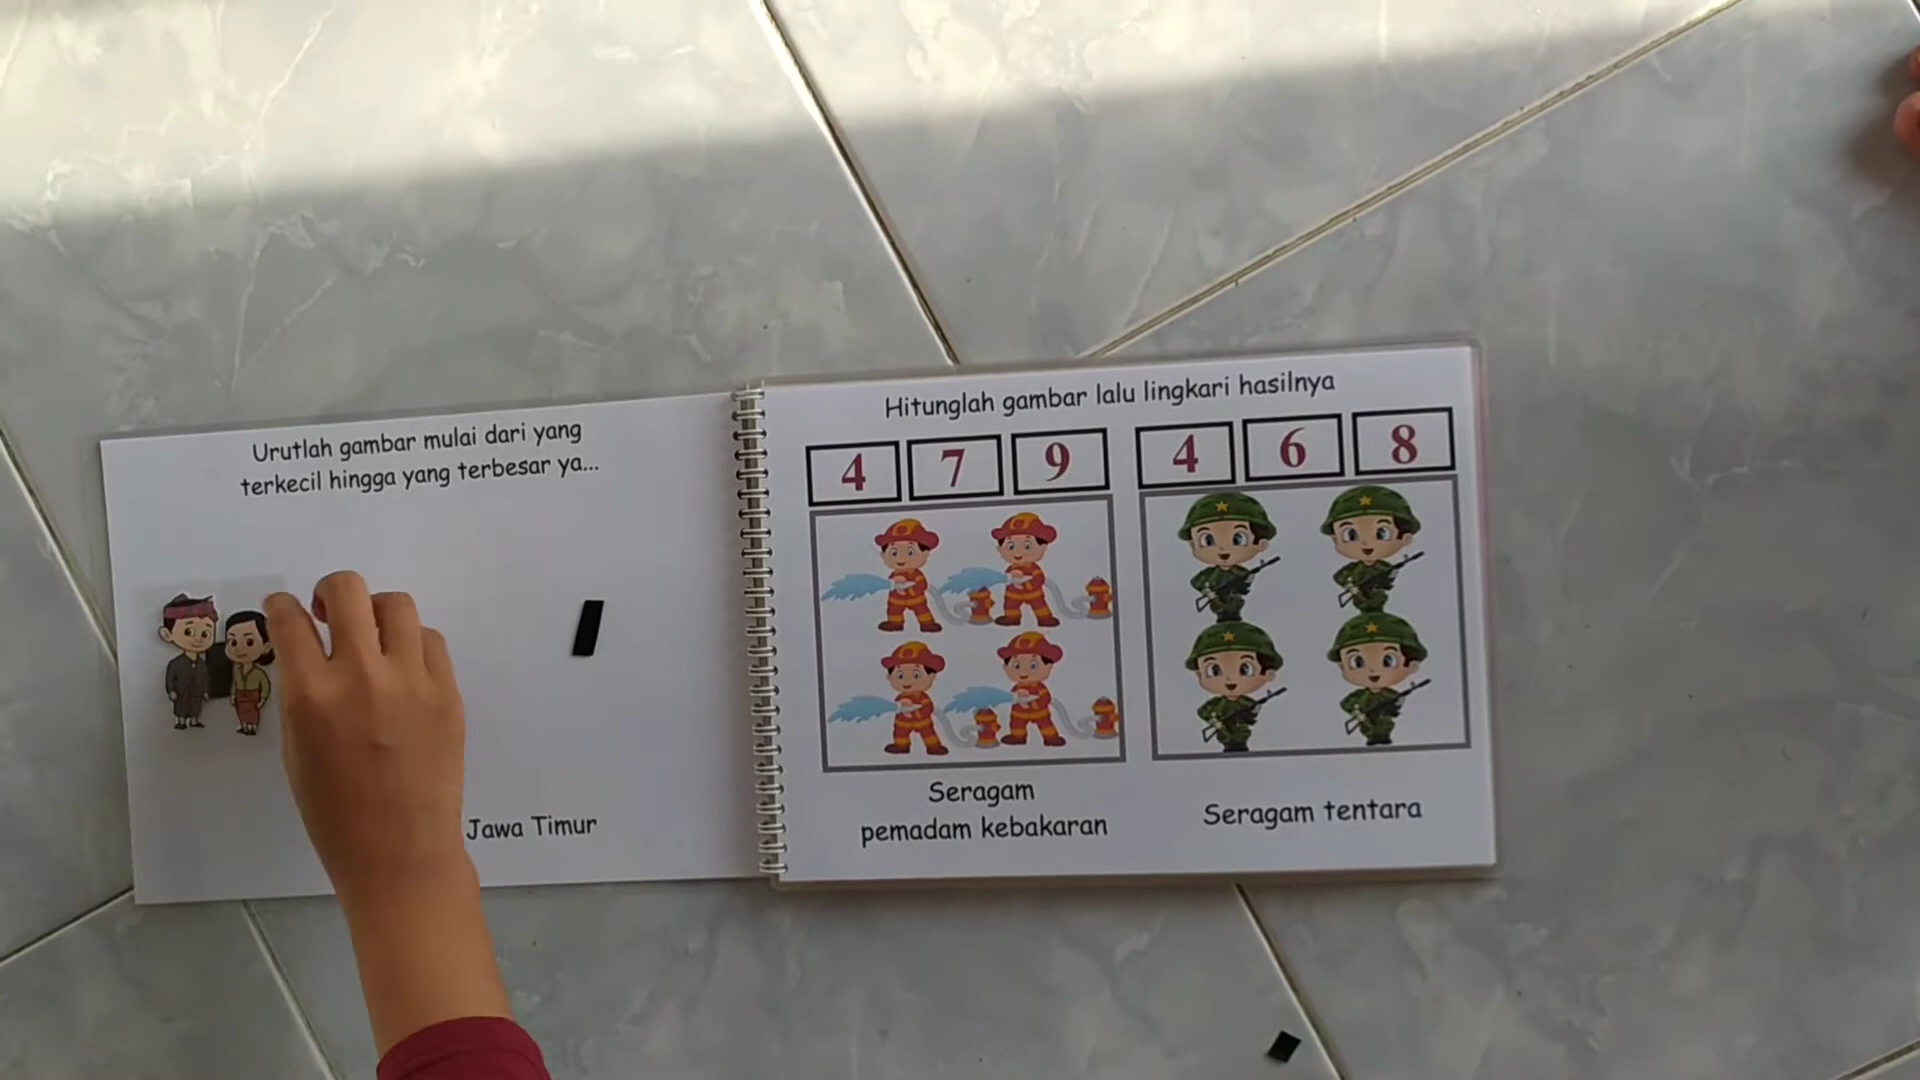 Urutlah gambar mulai dari yang
terkecil hingga yang terbesar ya...
Jawa Timur
Hitunglah gambar lalu lingkari hasilnya
4 7 9
4 6 8
Seragam
pemadam kebakaran
Seragam tentara